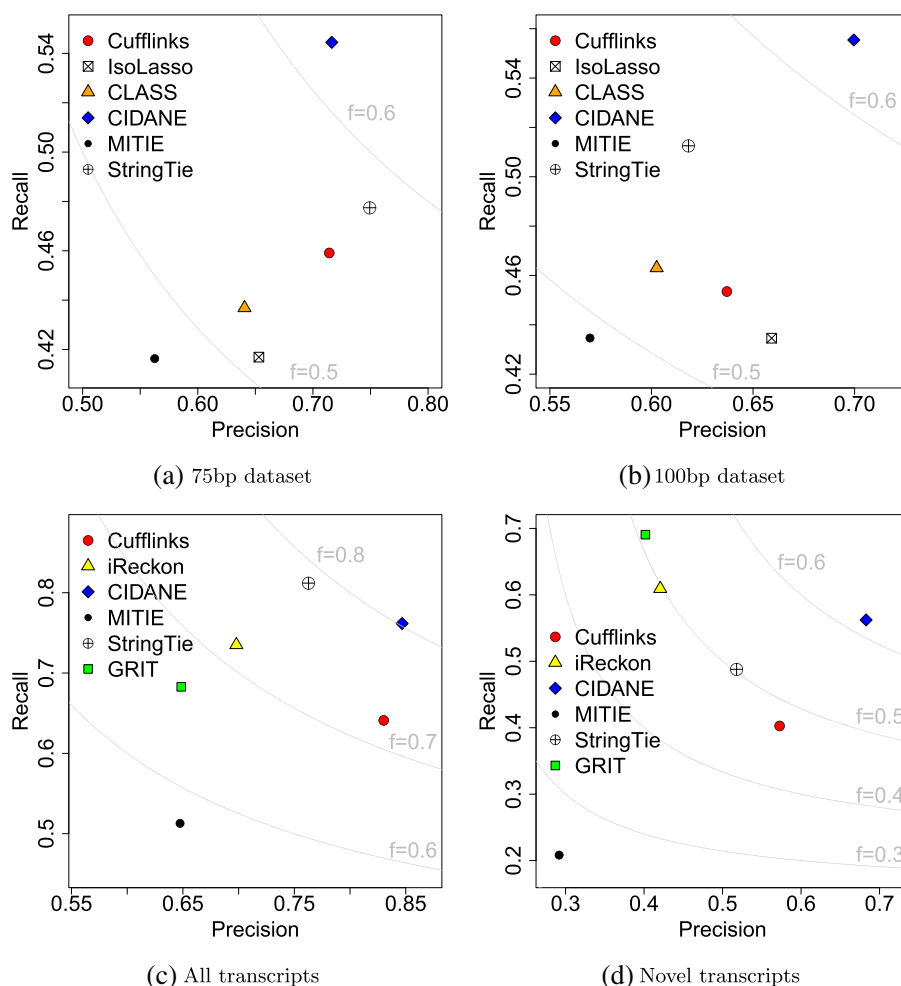 Cufflinks
IsoLasso
CLASS
CIDANE
MITIE
StringTie
f=0.6
f=0.5
Recall
0.54
0.50
0.46
0.42
0.50
0.60
0.70
0.80
Precision
(a) 75bp dataset
Cufflinks
IsoLasso
CLASS
CIDANE
MITIE
StringTie
f=0.6
f=0.5
Recall
0.54
0.50
0.46
0.42
0.55
0.60
0.65
0.70
Precision
(b) 100bp dataset
Cufflinks
iReckon
CIDANE
MITIE
StringTie
GRIT
f=0.8
f=0.7
f=0.6
Recall
0.8
0.7
0.6
0.5
0.55
0.65
0.75
0.85
Precision
(c) All transcripts
Cufflinks
iReckon
CIDANE
MITIE
StringTie
GRIT
f=0.6
f=0.5
f=0.4
f=0.3
Recall
0.7
0.6
0.5
0.4
0.3
0.2
0.3
0.4
0.5
0.6
0.7
Precision
(d) Novel transcripts